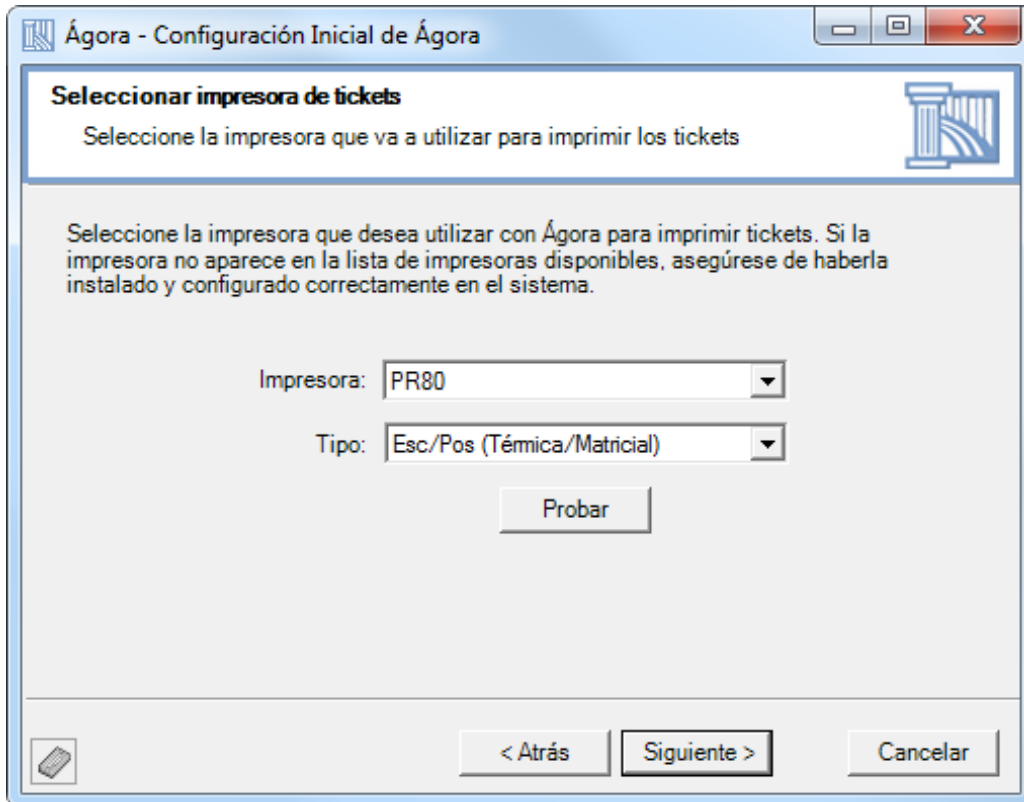 Ágora - Configuración Inicial de Ágora
Seleccionar impresora de tickets
Seleccione la impresora que va a utilizar para imprimir los tickets
Seleccione la impresora que desea utilizar con Ágora para imprimir tickets. Si la
impresora no aparece en la lista de impresoras disponibles, asegúrese de haberla
instalado y configurado correctamente en el sistema.
Impresora: PR80
Tipo: Esc/Pos (Térmica/Matricial)
Probar
< Atrás Siguiente > Cancelar